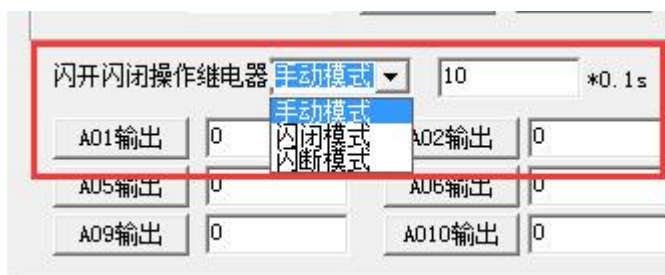 闪开闪闭操作继电器 手动模式 10 *0.1s
手动模式
闪闭模式
闪断模式
A01输出 0 A02输出 0
A05输出 0 A06输出 0
A09输出 0 A010输出 0